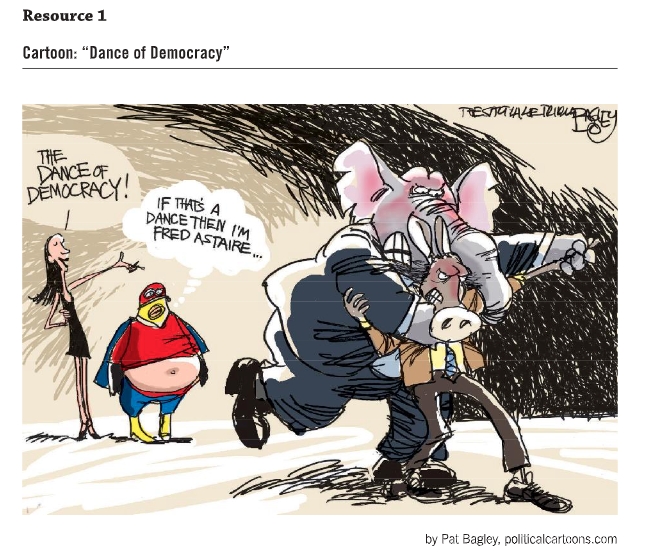 Resource 1
Cartoon: “Dance of Democracy”
THE
DANCE OF
DEMOCRACY!
IF THAT'S A
DANCE THEN I'M
FRED ASTAIRE...
BAGLEY
by Pat Bagley, politicalcartoons.com